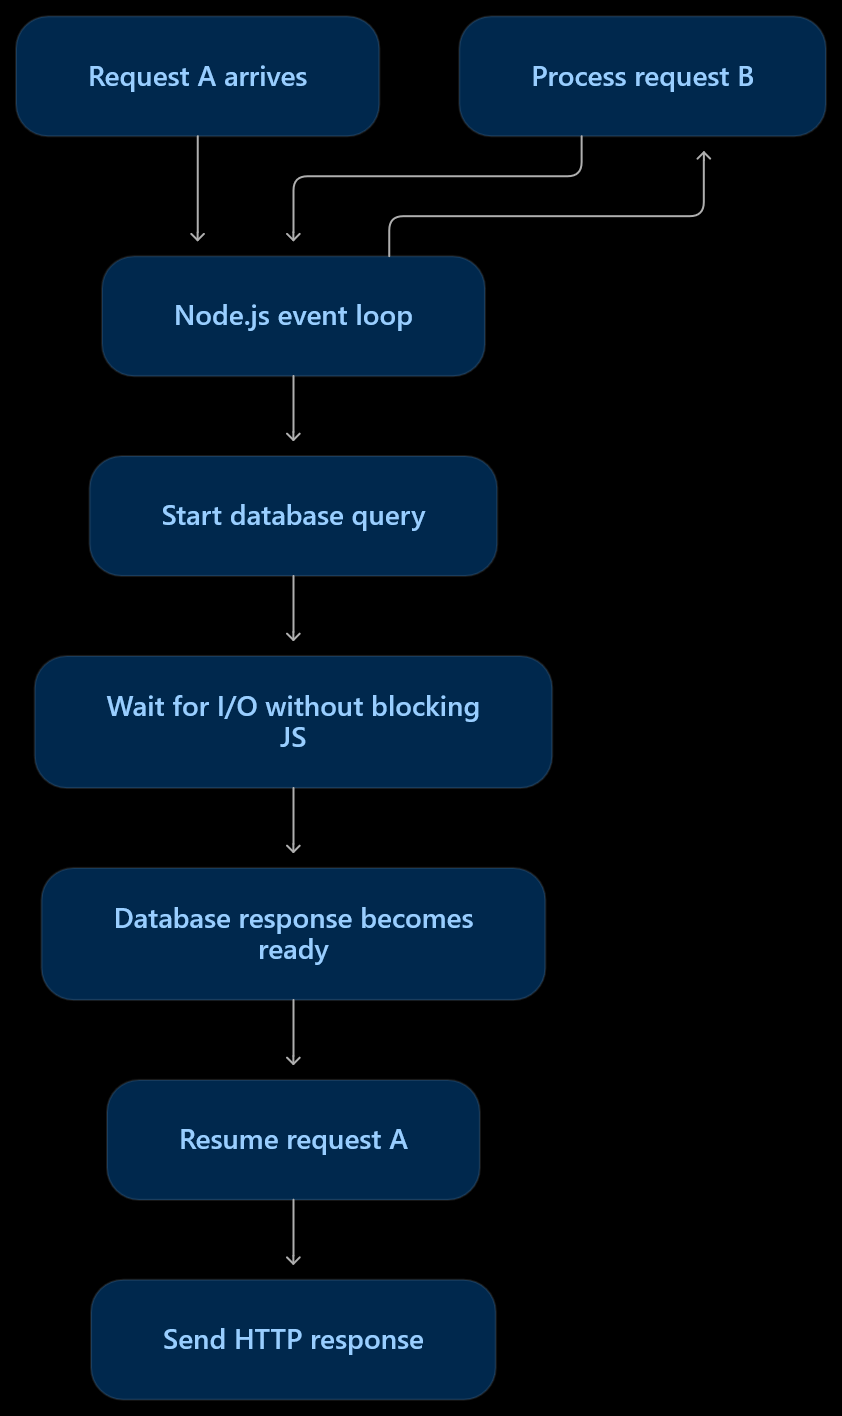 Request A arrives
Process request B
Node.js event loop
Start database query
Wait for I/O without blocking
JS
Database response becomes
ready
Resume request A
Send HTTP response